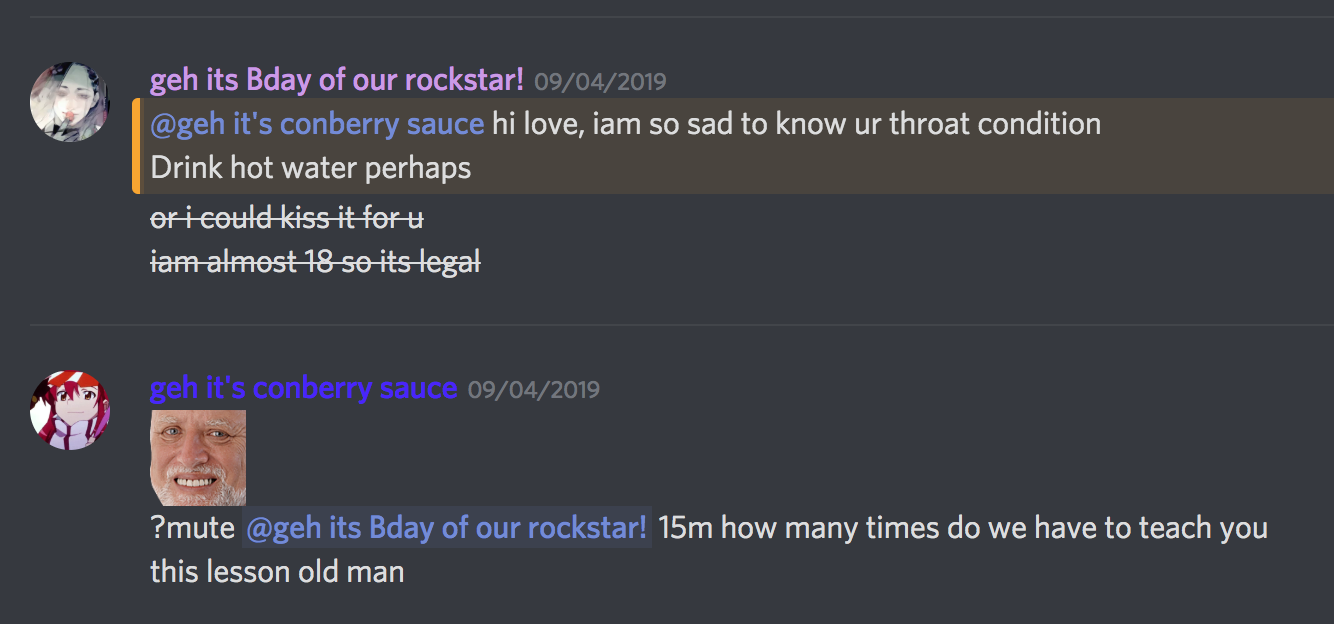 geh its Bday of our rockstar! 09/04/2019
@geh it's conberry sauce hi love, iam so sad to know ur throat condition
Drink hot water perhaps
or i could kiss it for u
iam almost 18 so its legal
geh it's conberry sauce 09/04/2019
?mute @geh its Bday of our rockstar! 15m how many times do we have to teach you
this lesson old man